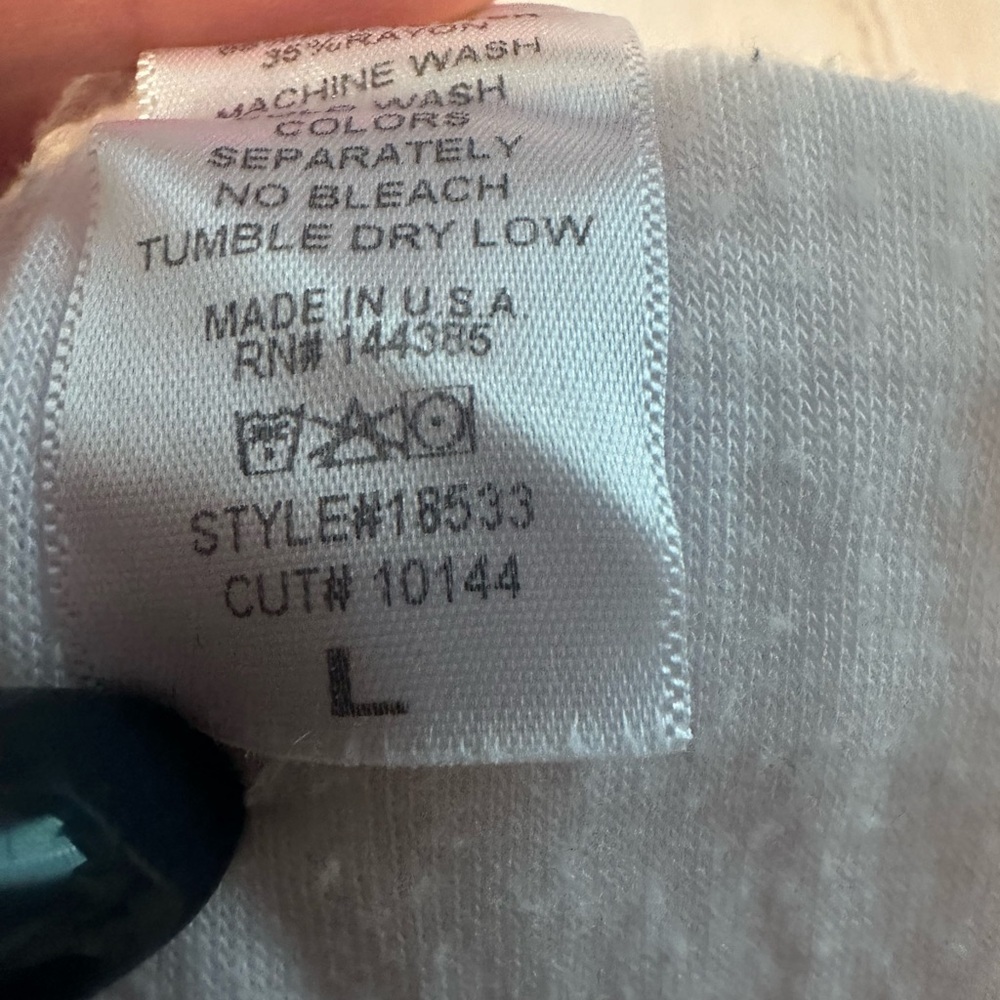 35%RAYON
MACHINE WASH
WASH
COLORS
SEPARATELY
NO BLEACH
TUMBLE DRY LOW
MADE IN U.S.A.
RN# 144385
STYLE#18533
CUT# 10144
L